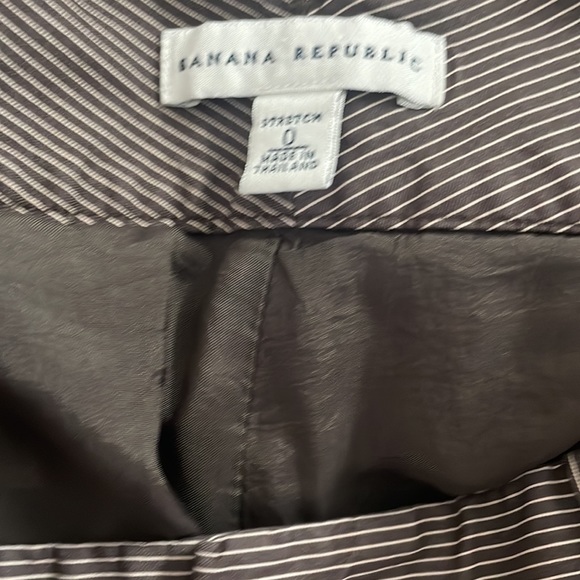 BANANA REPUBLIC
STRETCH
0
MADE IN
THAILAND